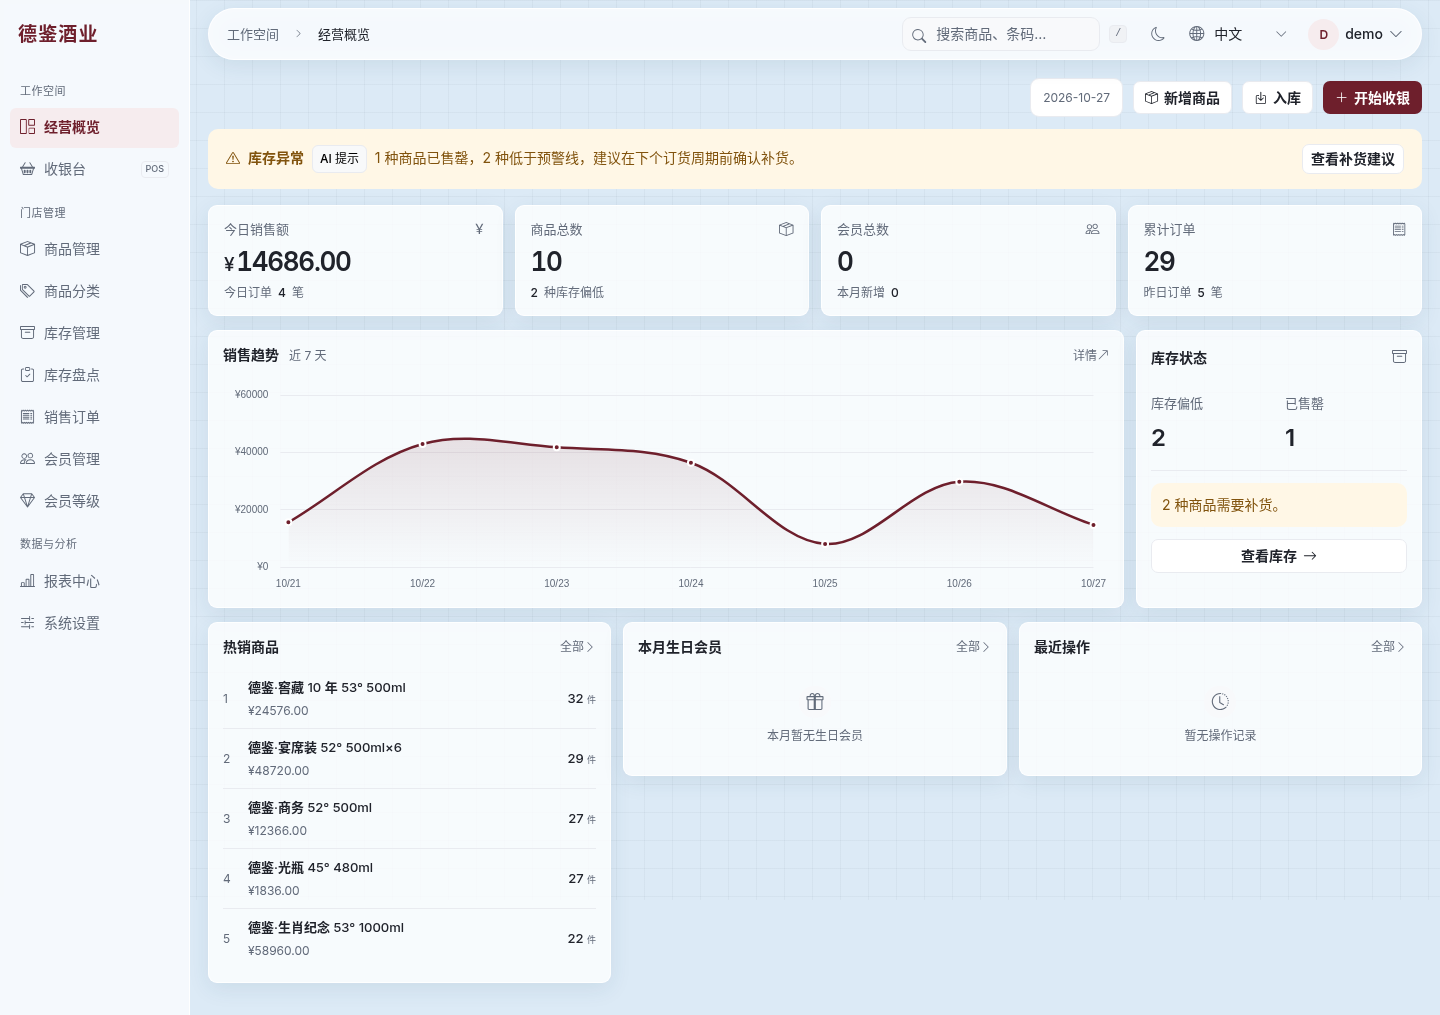 德鉴酒业
工作空间
经营概览
收银台 POS
门店管理
商品管理
商品分类
库存管理
库存盘点
销售订单
会员管理
会员等级
数据与分析
报表中心
系统设置
工作空间 经营概览 搜索商品、条码... / 中文 D demo
2026-10-27 新增商品 入库 开始收银
库存异常 AI 提示 1 种商品已售罄，2 种低于预警线，建议在下个订货周期前确认补货。 查看补货建议
今日销售额 ¥
¥14686.00
今日订单 4 笔
商品总数
10
2 种库存偏低
会员总数
0
本月新增 0
累计订单
29
昨日订单 5 笔
销售趋势 近 7 天 详情
¥60000
¥40000
¥20000
¥0
10/21 10/22 10/23 10/24 10/25 10/26 10/27
库存状态
库存偏低 已售罄
2 1
2 种商品需要补货。
查看库存
热销商品 全部
1 德鉴·窖藏 10 年 53° 500ml 32 件
¥24576.00
2 德鉴·宴席装 52° 500ml×6 29 件
¥48720.00
3 德鉴·商务 52° 500ml 27 件
¥12366.00
4 德鉴·光瓶 45° 480ml 27 件
¥1836.00
5 德鉴·生肖纪念 53° 1000ml 22 件
¥58960.00
本月生日会员 全部
本月暂无生日会员
最近操作 全部
暂无操作记录